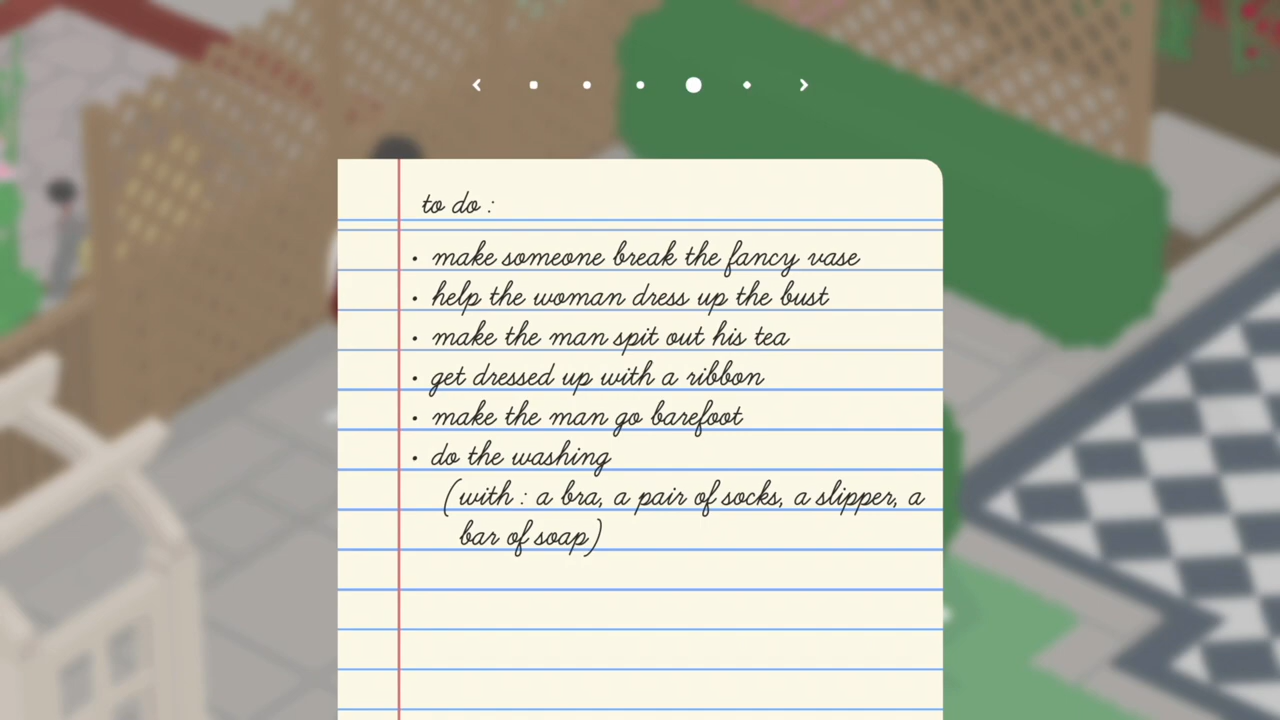 to do :
• make someone break the fancy vase
• help the woman dress up the bust
• make the man spit out his tea
• get dressed up with a ribbon
• make the man go barefoot
• do the washing
(with : a bra, a pair of socks, a slipper, a
bar of soap)